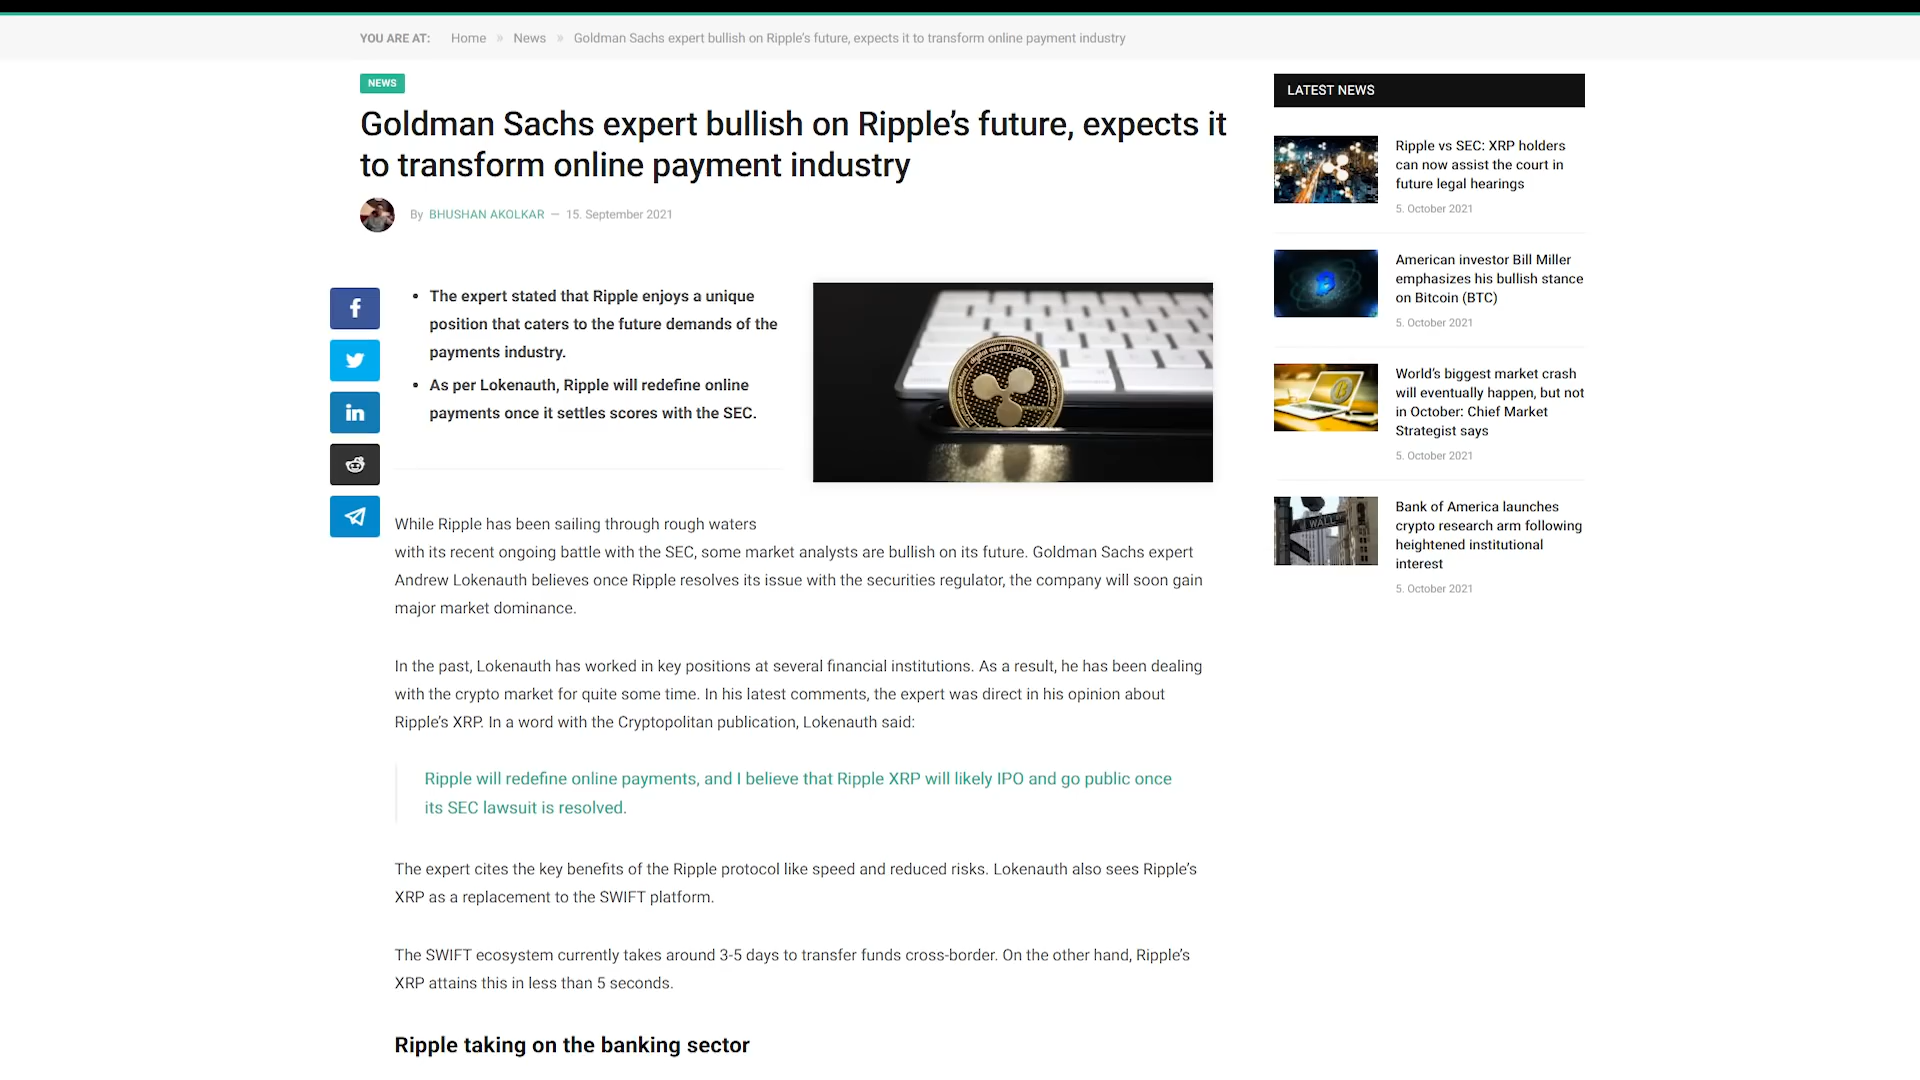 YOU ARE AT: Home » News » Goldman Sachs expert bullish on Ripple's future, expects it to transform online payment industry
NEWS
Goldman Sachs expert bullish on Ripple's future, expects it
to transform online payment industry
By BHUSHAN AKOLKAR — 15. September 2021
• The expert stated that Ripple enjoys a unique
position that caters to the future demands of the
payments industry.
• As per Lokenauth, Ripple will redefine online
payments once it settles scores with the SEC.
While Ripple has been sailing through rough waters
with its recent ongoing battle with the SEC, some market analysts are bullish on its future. Goldman Sachs expert
Andrew Lokenauth believes once Ripple resolves its issue with the securities regulator, the company will soon gain
major market dominance.
In the past, Lokenauth has worked in key positions at several financial institutions. As a result, he has been dealing
with the crypto market for quite some time. In his latest comments, the expert was direct in his opinion about
Ripple's XRP. In a word with the Cryptopolitan publication, Lokenauth said:
Ripple will redefine online payments, and I believe that Ripple XRP will likely IPO and go public once
its SEC lawsuit is resolved.
The expert cites the key benefits of the Ripple protocol like speed and reduced risks. Lokenauth also sees Ripple's
XRP as a replacement to the SWIFT platform.
The SWIFT ecosystem currently takes around 3-5 days to transfer funds cross-border. On the other hand, Ripple's
XRP attains this in less than 5 seconds.
Ripple taking on the banking sector
LATEST NEWS
Ripple vs SEC: XRP holders
can now assist the court in
future legal hearings
5. October 2021
American investor Bill Miller
emphasizes his bullish stance
on Bitcoin (BTC)
5. October 2021
World's biggest market crash
will eventually happen, but not
in October: Chief Market
Strategist says
5. October 2021
WALL
Bank of America launches
crypto research arm following
heightened institutional
interest
5. October 2021